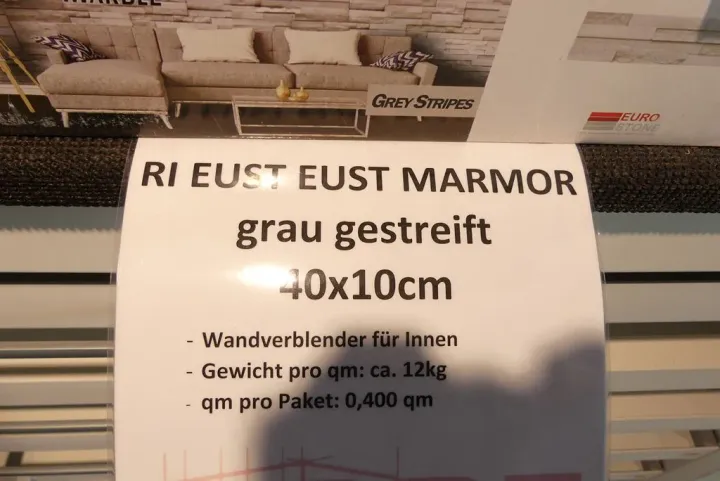 GREY STRIPES
EURO
STONE
RI EUST EUST MARMOR
grau gestreift
40x10cm
- Wandverblender für Innen
- Gewicht pro qm: ca. 12kg
- qm pro Paket: 0,400 qm